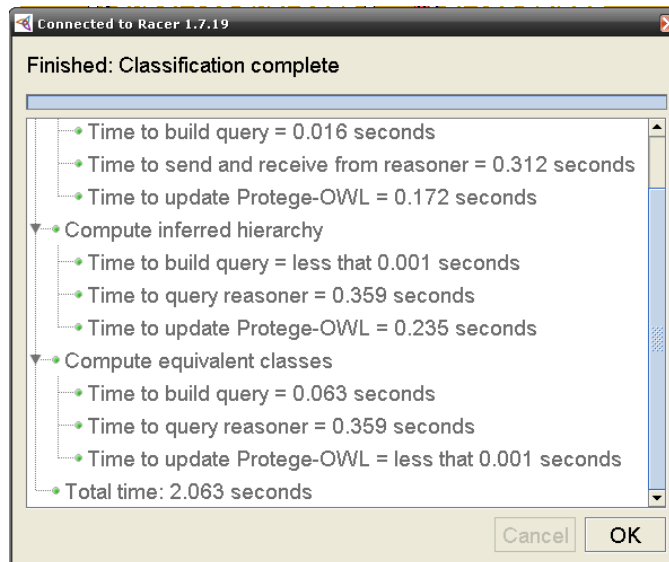 Connected to Racer 1.7.19
Finished: Classification complete
Time to build query = 0.016 seconds
Time to send and receive from reasoner = 0.312 seconds
Time to update Protege-OWL = 0.172 seconds
Compute inferred hierarchy
Time to build query = less that 0.001 seconds
Time to query reasoner = 0.359 seconds
Time to update Protege-OWL = 0.235 seconds
Compute equivalent classes
Time to build query = 0.063 seconds
Time to query reasoner = 0.359 seconds
Time to update Protege-OWL = less that 0.001 seconds
Total time: 2.063 seconds
Cancel OK